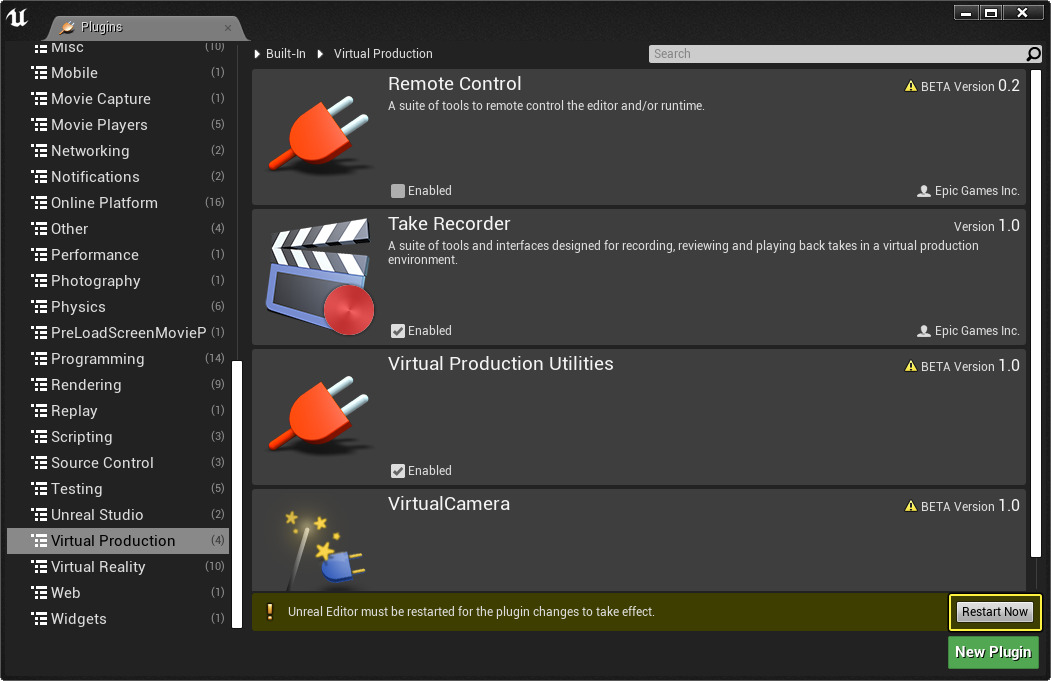 Plugins
Built-In
Virtual Production
Search
Misc (10)
Mobile (1)
Movie Capture (1)
Movie Players (5)
Networking (2)
Notifications (2)
Online Platform (16)
Other (4)
Performance (1)
Photography (1)
Physics (6)
PreLoadScreenMovieP (1)
Programming (14)
Rendering (9)
Replay (1)
Scripting (3)
Source Control (3)
Testing (5)
Unreal Studio (2)
Virtual Production (4)
Virtual Reality (10)
Web (1)
Widgets (1)
Remote Control
BETA Version 0.2
A suite of tools to remote control the editor and/or runtime.
Enabled
Epic Games Inc.
Take Recorder
Version 1.0
A suite of tools and interfaces designed for recording, reviewing and playing back takes in a virtual production
environment.
Enabled
Epic Games Inc.
Virtual Production Utilities
BETA Version 1.0
Enabled
VirtualCamera
BETA Version 1.0
Unreal Editor must be restarted for the plugin changes to take effect.
Restart Now
New Plugin